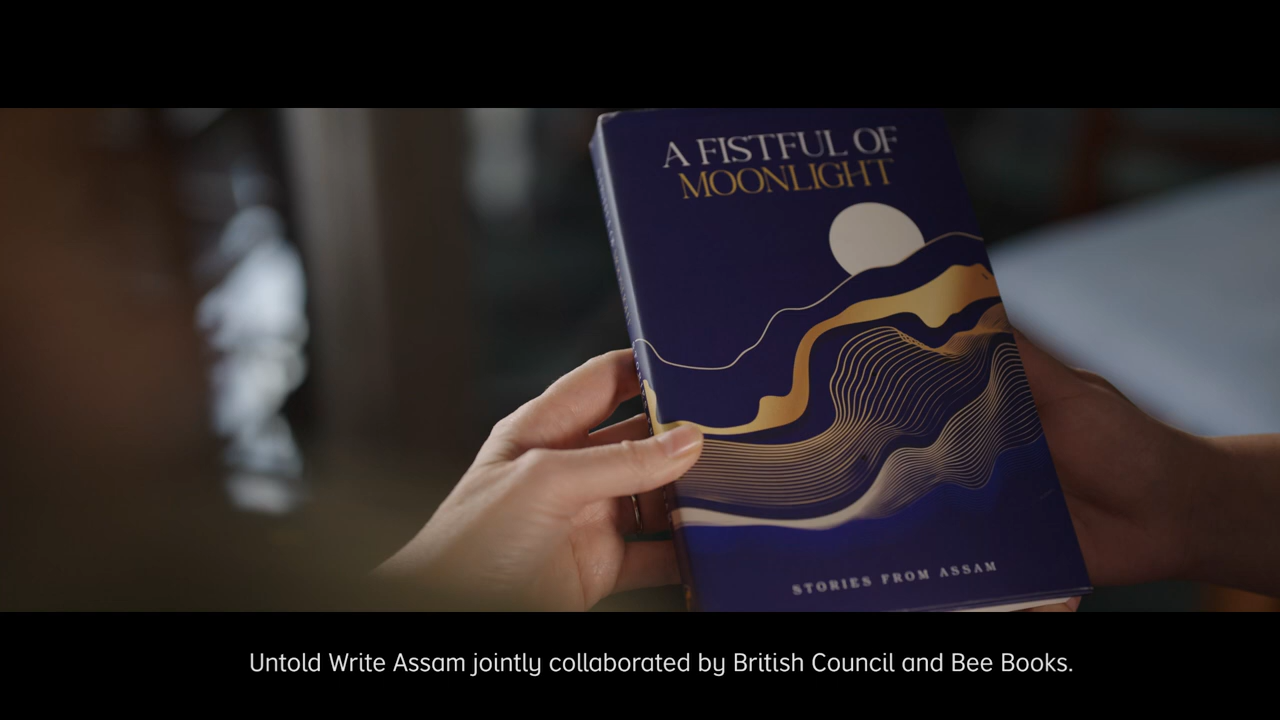 A FISTFUL OF
MOONLIGHT
STORIES FROM ASSAM
Untold Write Assam jointly collaborated by British Council and Bee Books.